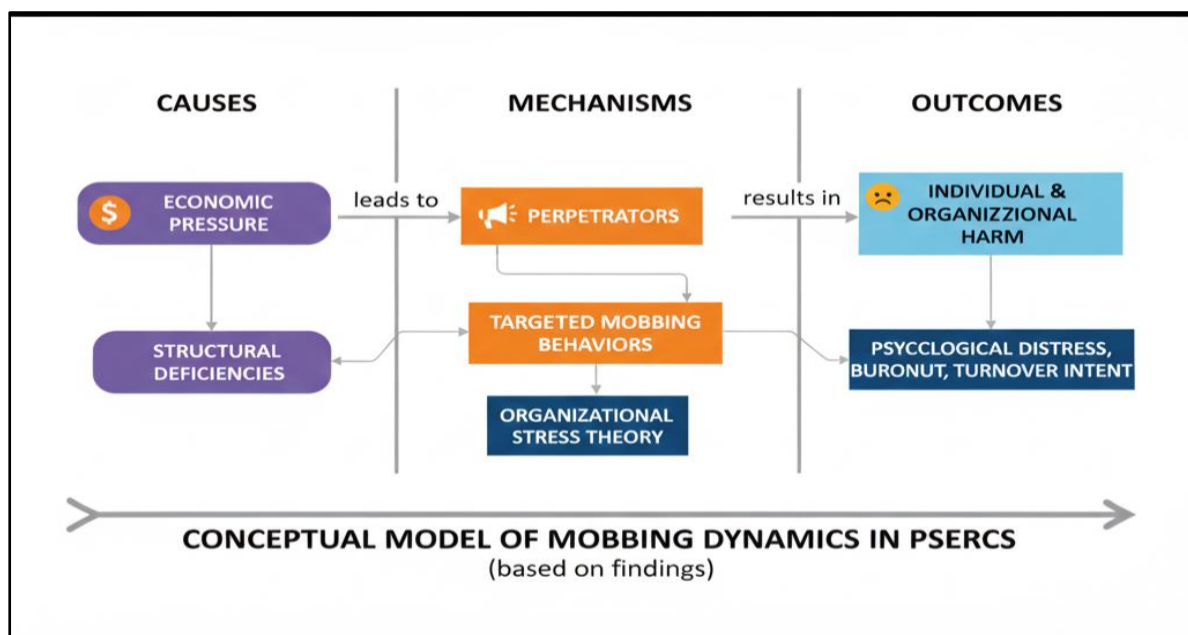 CAUSES
MECHANISMS
OUTCOMES
$
ECONOMIC
PRESSURE
leads to
PERPETRATORS
results in
INDIVIDUAL &
ORGANIZZIONAL
HARM
STRUCTURAL
DEFICIENCIES
TARGETED MOBBING
BEHAVIORS
PSYCCLOGICAL DISTRESS,
BURONUT, TURNOVER INTENT
ORGANIZATIONAL
STRESS THEORY
CONCEPTUAL MODEL OF MOBBING DYNAMICS IN PSERCS
(based on findings)